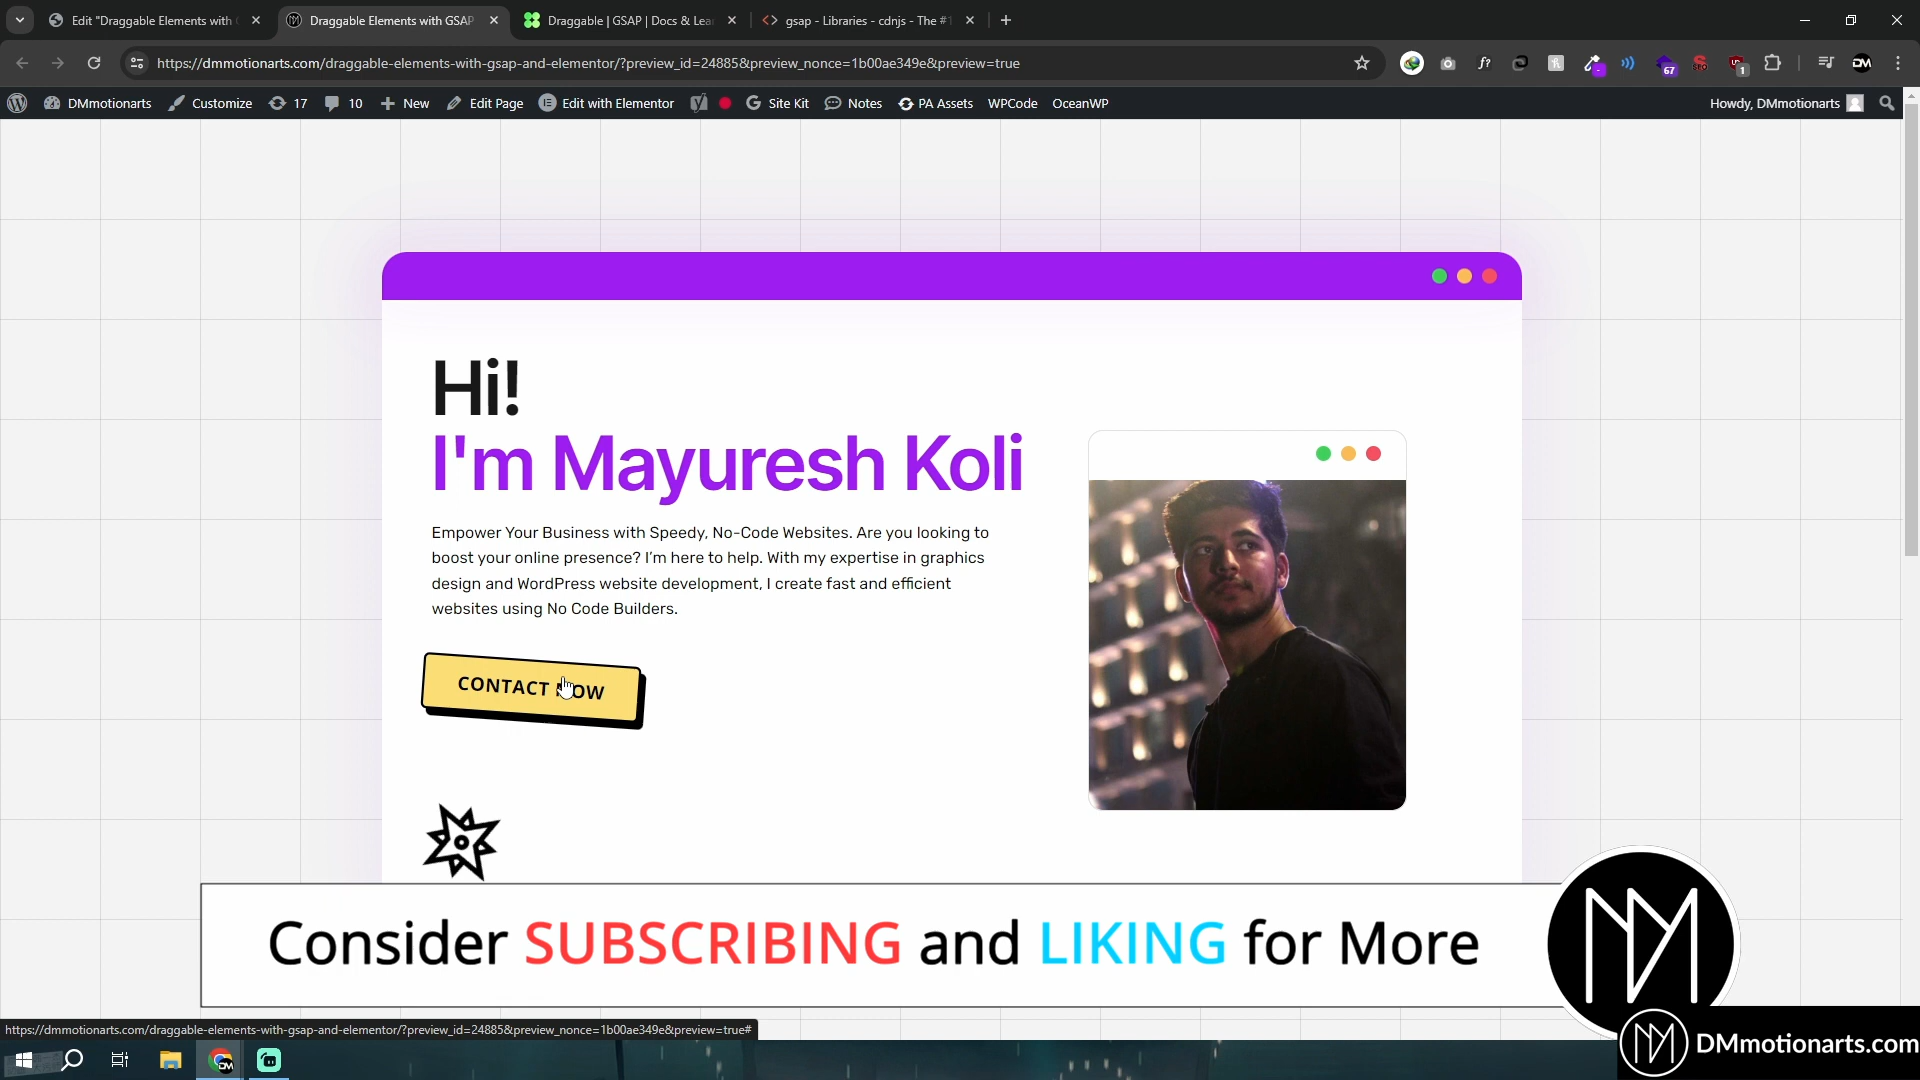 Edit "Draggable Elements with
Draggable Elements with GSAP
Draggable | GSAP | Docs & Lea
gsap - Libraries - cdnjs - The #1
https://dmmotionarts.com/draggable-elements-with-gsap-and-elementor/?preview_id=24885&preview_nonce=1b00ae349e&preview=true
f?
67
1
DM
DMmotionarts
Customize
17
10
New
Edit Page
Edit with Elementor
Site Kit
Notes
PA Assets
WPCode
OceanWP
Howdy, DMmotionarts
Hi!
I'm Mayuresh Koli
Empower Your Business with Speedy, No-Code Websites. Are you looking to
boost your online presence? I'm here to help. With my expertise in graphics
design and WordPress website development, I create fast and efficient
websites using No Code Builders.
CONTACT NOW
Consider SUBSCRIBING and LIKING for More
https://dmmotionarts.com/draggable-elements-with-gsap-and-elementor/?preview_id=24885&preview_nonce=1b00ae349e&preview=true#
DMmotionarts.com